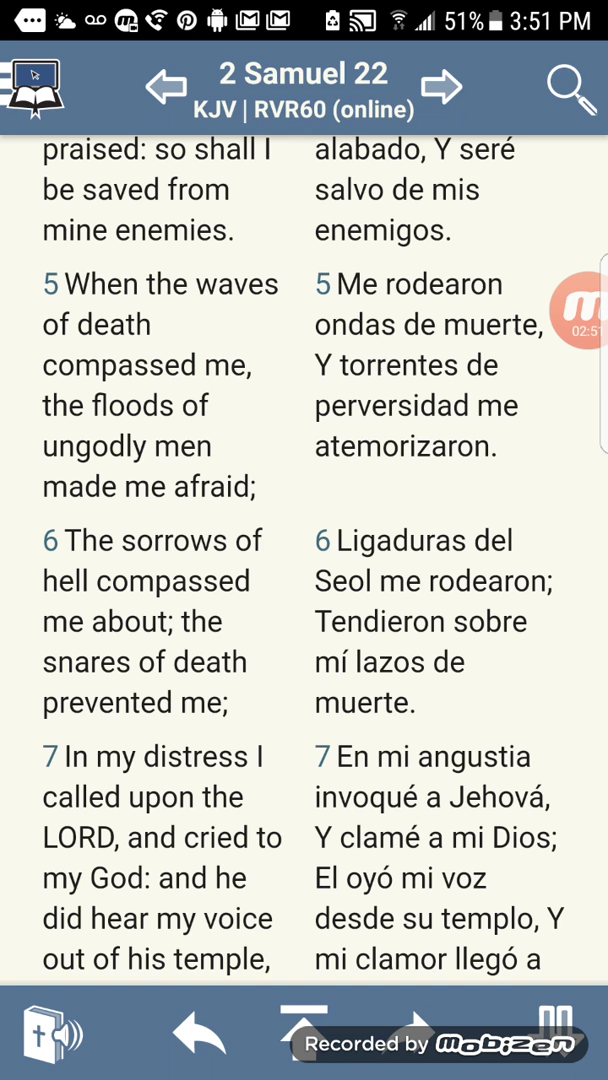 51% 3:51 PM
2 Samuel 22
KJV | RVR60 (online)
praised: so shall I
be saved from
mine enemies.
5 When the waves
of death
compassed me,
the floods of
ungodly men
made me afraid;
6 The sorrows of
hell compassed
me about; the
snares of death
prevented me;
7 In my distress I
called upon the
LORD, and cried to
my God: and he
did hear my voice
out of his temple,
alabado, Y seré
salvo de mis
enemigos.
5 Me rodearon
ondas de muerte,
Y torrentes de
perversidad me
atemorizaron.
6 Ligaduras del
Seol me rodearon;
Tendieron sobre
mí lazos de
muerte.
7 En mi angustia
invoqué a Jehová,
Y clamé a mi Dios;
El oyó mi voz
desde su templo, Y
mi clamor llegó a
m
02:51
Recorded by mobizen